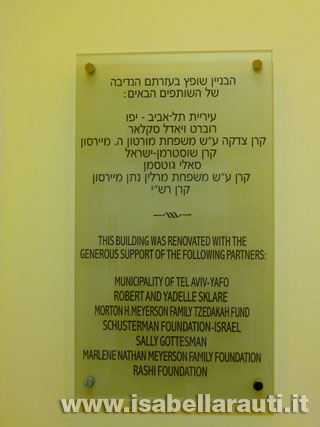 הבניין שופץ בעזרתם הנדיבה
של השותפים הבאים:
עיריית תל-אביב - יפו
רוברט ויאדל סקלאר
קרן צדקה ע״ש משפחת מורטון ה. מיירסון
קרן שוסטרמן-ישראל
סאלי גוטסמן
קרן ע״ש משפחת מרלין נתן מיירסון
קרן רש״י
THIS BUILDING WAS RENOVATED WITH THE
GENEROUS SUPPORT OF THE FOLLOWING PARTNERS:
MUNICIPALITY OF TEL AVIV-YAFO
ROBERT AND YADELLE SKLARE
MORTON H.MEYERSON FAMILY TZEDAKAH FUND
SCHUSTERMAN FOUNDATION-ISRAEL
SALLY GOTTESMAN
MARLENE NATHAN MEYERSON FAMILY FOUNDATION
RASHI FOUNDATION
www.isabellarauti.it